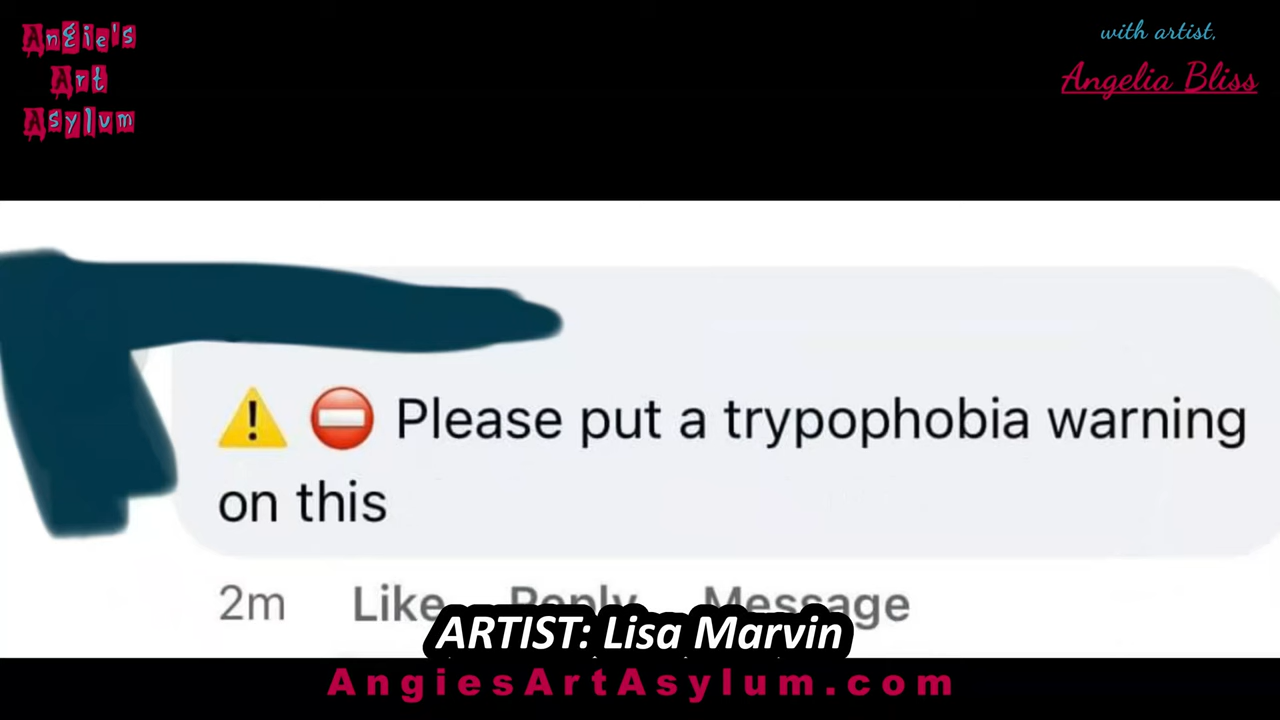 Angie's
Art
Asylum
with artist,
Angelia Bliss
⚠️ ⛔ Please put a trypophobia warning
on this
2m Like Reply Message
ARTIST: Lisa Marvin
AngiesArtAsylum.com